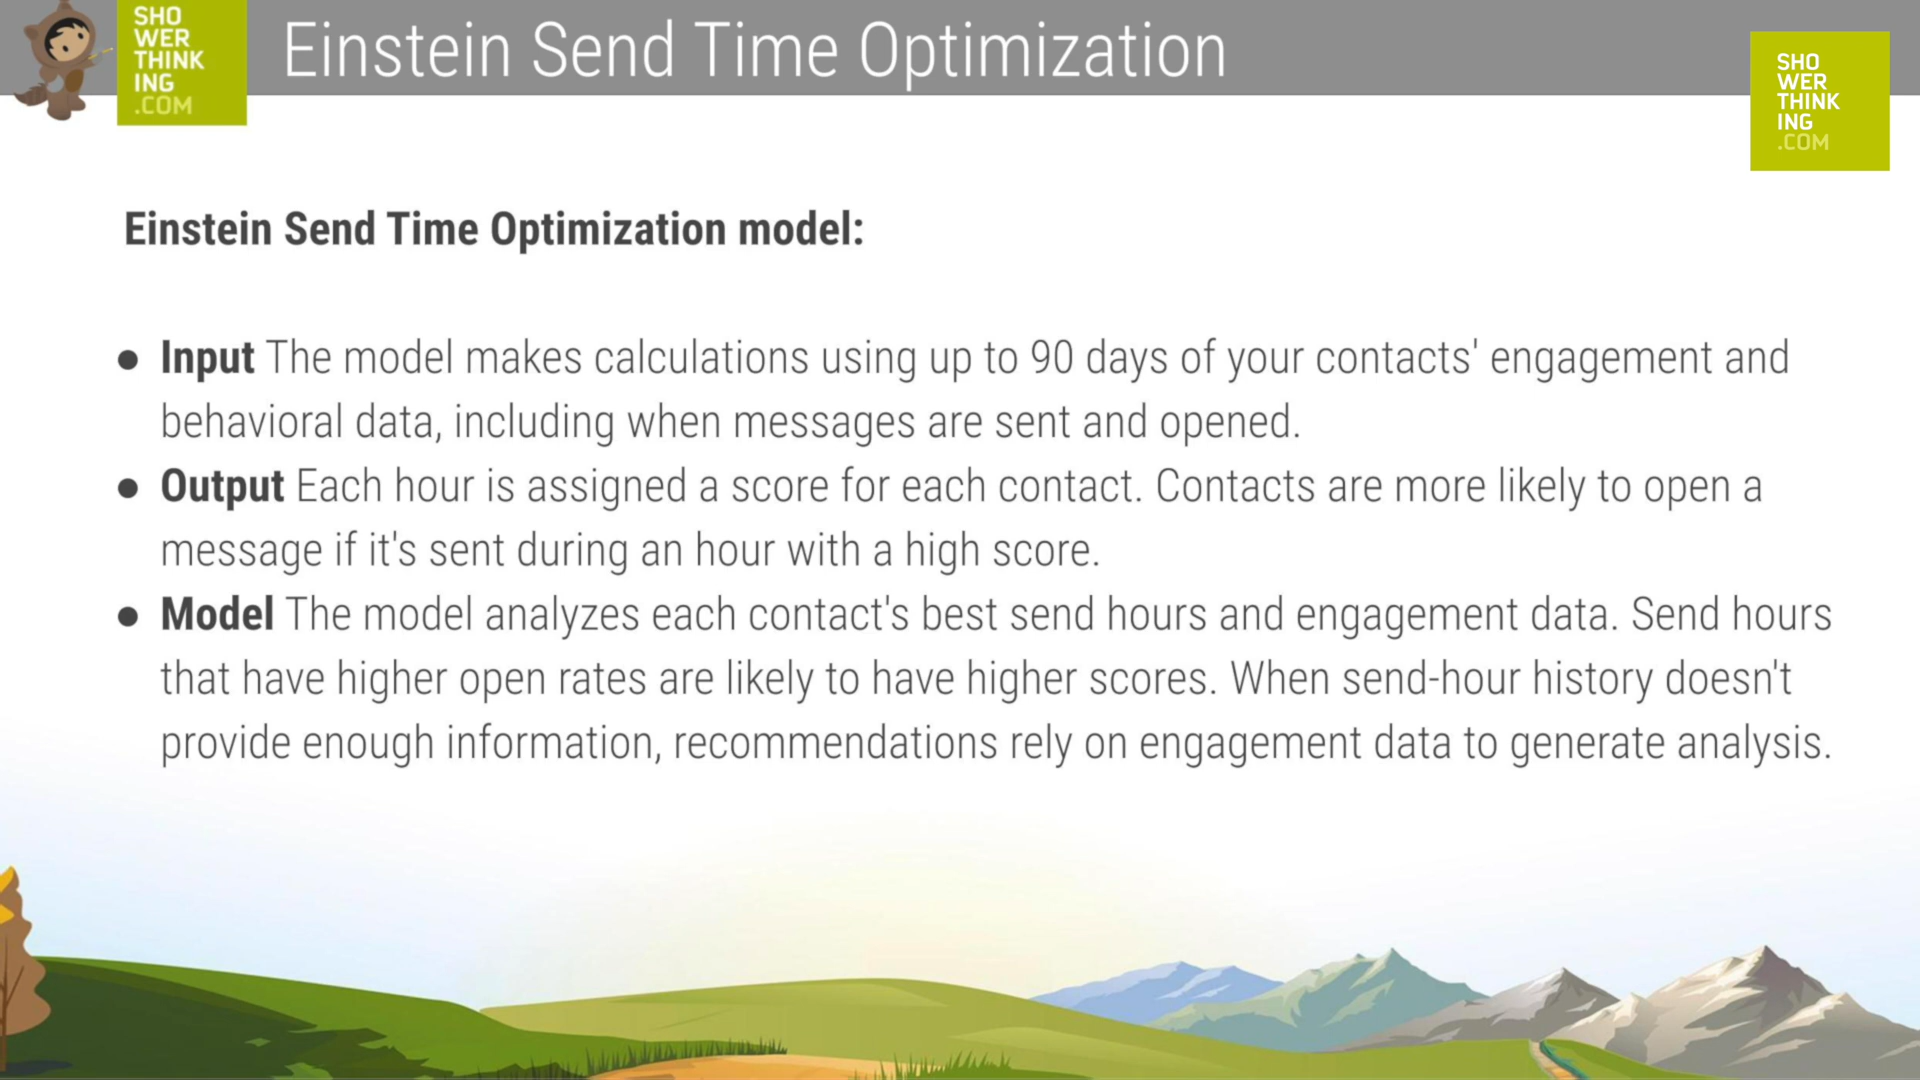 SHO
WER
THINK
ING
.COM
Einstein Send Time Optimization
SHO
WER
THINK
ING
.COM
Einstein Send Time Optimization model:
● Input The model makes calculations using up to 90 days of your contacts' engagement and
behavioral data, including when messages are sent and opened.
● Output Each hour is assigned a score for each contact. Contacts are more likely to open a
message if it's sent during an hour with a high score.
● Model The model analyzes each contact's best send hours and engagement data. Send hours
that have higher open rates are likely to have higher scores. When send-hour history doesn't
provide enough information, recommendations rely on engagement data to generate analysis.